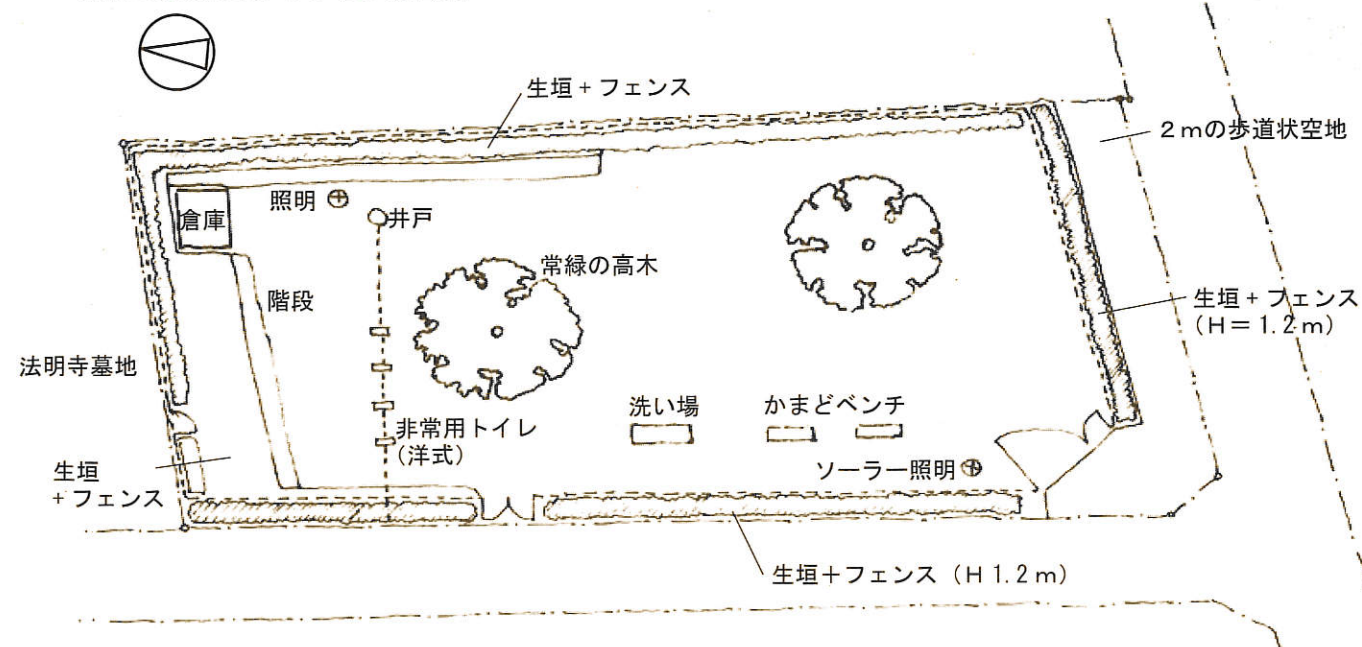 生垣+フェンス
2mの歩道状空地
照明
倉庫
井戸
常緑の高木
階段
生垣+フェンス
(H=1.2m)
法明寺墓地
洗い場
かまどベンチ
非常用トイレ
(洋式)
生垣
+フェンス
ソーラー照明
生垣+フェンス(H1.2m)